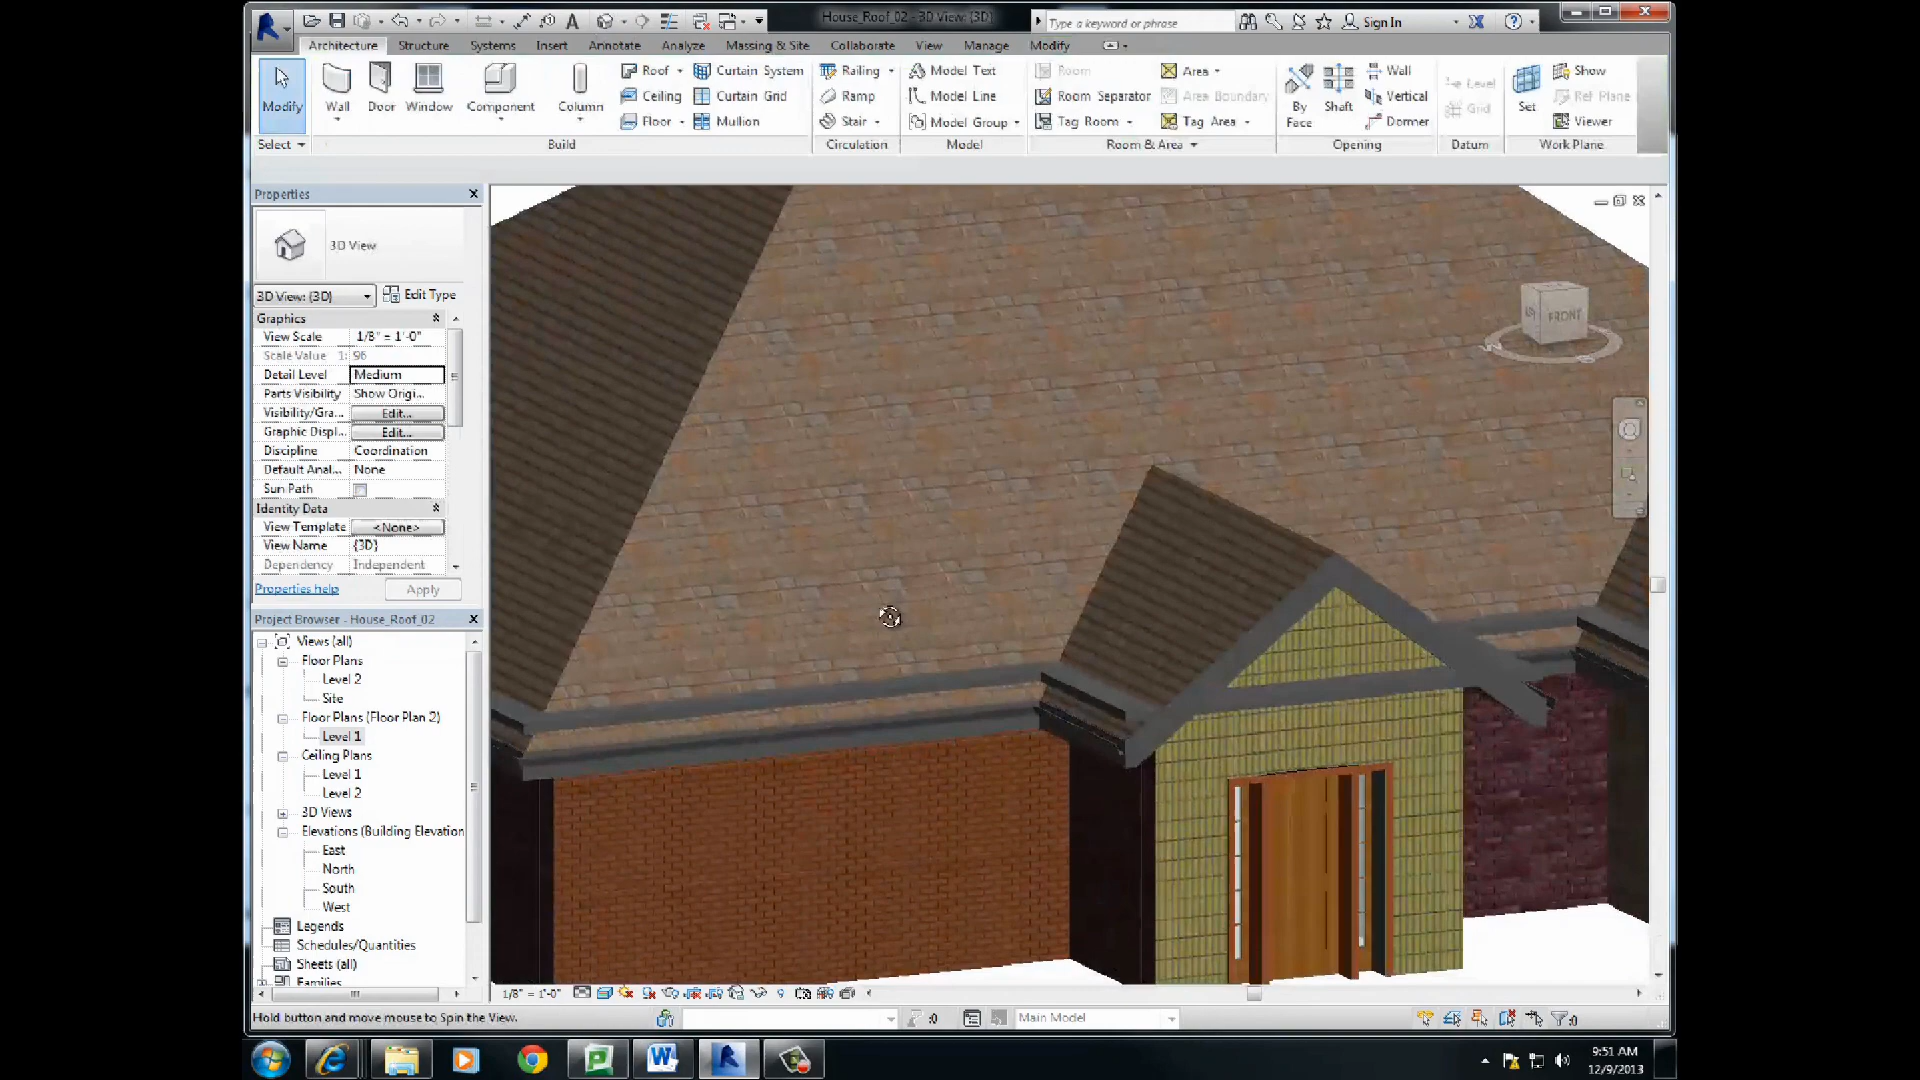 House_Roof_02 - 3D View: {3D}
Type a keyword or phrase
Sign In
Architecture Structure Systems Insert Annotate Analyze Massing & Site Collaborate View Manage Modify
Modify
Wall
Door
Window
Component
Column
Roof
Ceiling
Floor
Curtain System
Curtain Grid
Mullion
Railing
Ramp
Stair
Model Text
Model Line
Model Group
Room
Room Separator
Tag Room
Area
Area Boundary
Tag Area
By
Face
Shaft
Wall
Vertical
Dormer
Level
Grid
Set
Show
Ref Plane
Viewer
Select Build Circulation Model Room & Area Opening Datum Work Plane
Properties
3D View
3D View: {3D} Edit Type
Graphics
View Scale 1/8" = 1'-0"
Scale Value 1: 96
Detail Level Medium
Parts Visibility Show Origi...
Visibility/Gra... Edit...
Graphic Displ... Edit...
Discipline Coordination
Default Anal... None
Sun Path
Identity Data
View Template <None>
View Name {3D}
Dependency Independent
Properties help Apply
Project Browser - House_Roof_02
Views (all)
Floor Plans
Level 2
Site
Floor Plans (Floor Plan 2)
Level 1
Ceiling Plans
Level 1
Level 2
3D Views
Elevations (Building Elevation
East
North
South
West
Legends
Schedules/Quantities
Sheets (all)
Families
FRONT
1/8" = 1'-0"
Hold button and move mouse to Spin the View.
:0
Main Model
:0
9:51 AM
12/9/2013